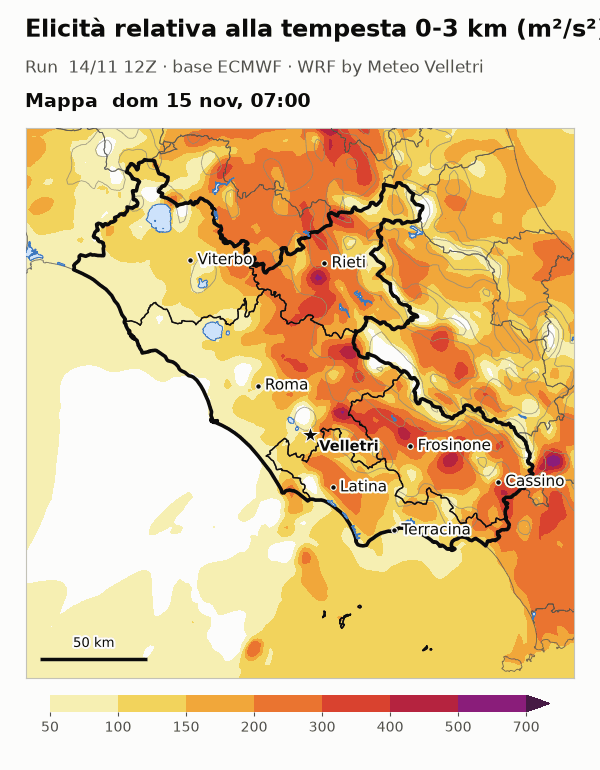 Elicità relativa alla tempesta 0-3 km (m²/s²)
Run 14/11 12Z · base ECMWF · WRF by Meteo Velletri
Mappa dom 15 nov, 07:00
Viterbo
Rieti
Roma
Velletri
Frosinone
Latina
Cassino
Terracina
50 km
50 100 150 200 300 400 500 700